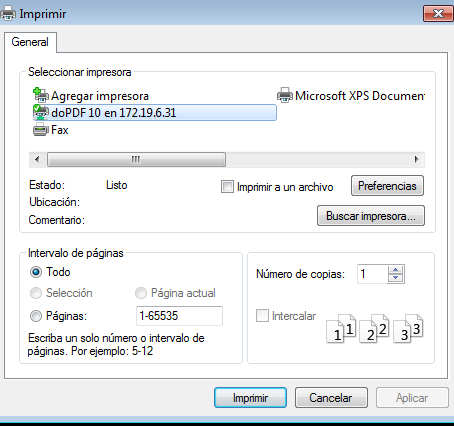 Imprimir
General
Seleccionar impresora
Agregar impresora
Microsoft XPS Document
doPDF 10 en 172.19.6.31
Fax
Estado: Listo
Imprimir a un archivo
Preferencias
Ubicación:
Comentario:
Buscar impresora...
Intervalo de páginas
Todo
Selección
Página actual
Páginas: 1-65535
Escriba un solo número o intervalo de
páginas. Por ejemplo: 5-12
Número de copias: 1
Intercalar
1 1 2 2 3 3
Imprimir
Cancelar
Aplicar